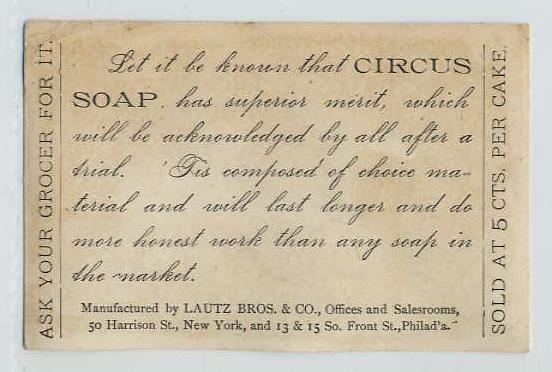 ASK YOUR GROCER FOR IT.
Let it be known that CIRCUS
SOAP. has superior merit, which
will be acknowledged by all after a
trial. 'Tis composed of choice ma-
terial and will last longer and do
more honest work than any soap in
the market.
Manufactured by LAUTZ BROS. & CO., Offices and Salesrooms,
50 Harrison St., New York, and 13 & 15 So. Front St., Philad'a.
SOLD AT 5 CTS. PER CAKE.